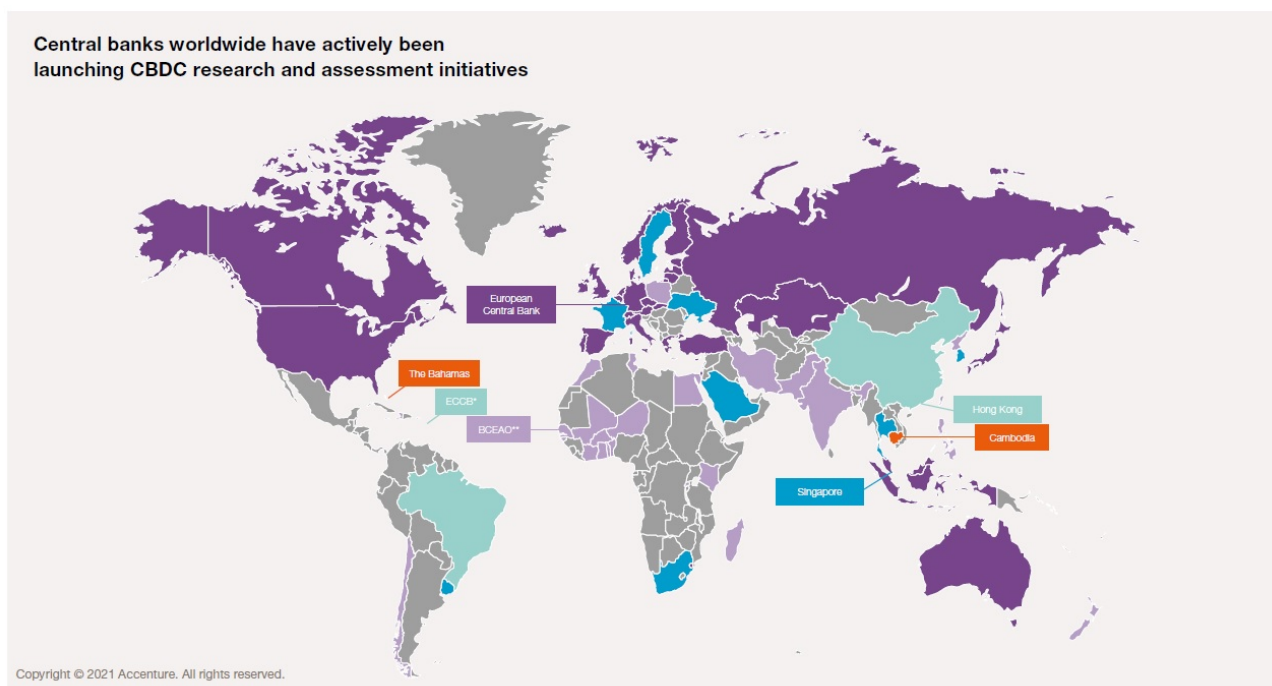 Central banks worldwide have actively been
launching CBDC research and assessment initiatives
European
Central Bank
The Bahamas
ECCB*
BCEAO**
Hong Kong
Cambodia
Singapore
Copyright © 2021 Accenture. All rights reserved.